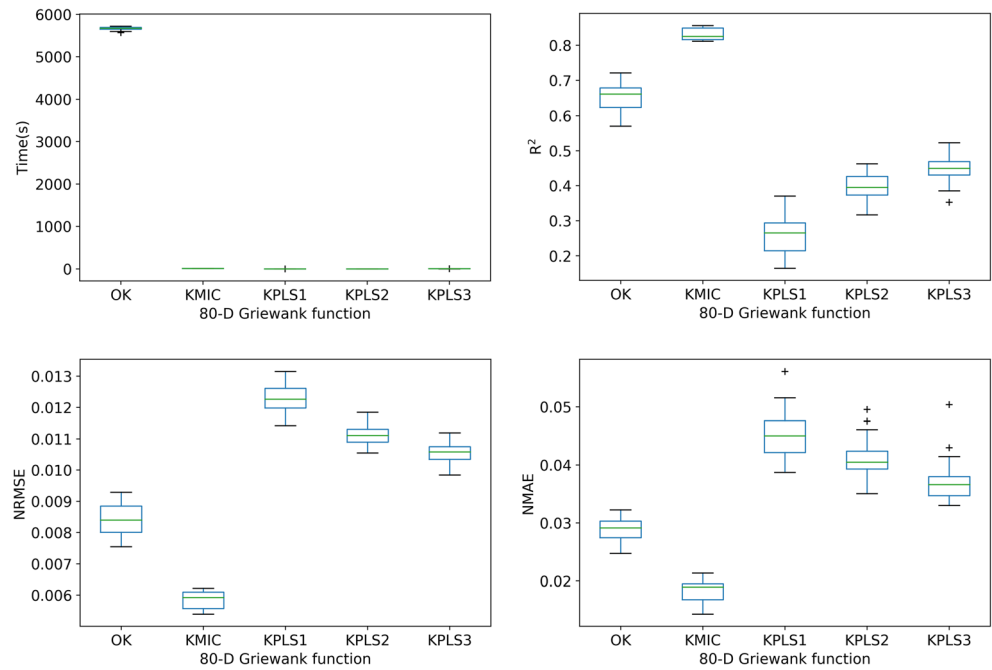 6000
5000
4000
3000
2000
1000
0
Time(s)
OK KMIC KPLS1 KPLS2 KPLS3
80-D Griewank function
0.8
0.7
0.6
0.5
0.4
0.3
0.2
R²
OK KMIC KPLS1 KPLS2 KPLS3
80-D Griewank function
0.013
0.012
0.011
0.010
0.009
0.008
0.007
0.006
NRMSE
OK KMIC KPLS1 KPLS2 KPLS3
80-D Griewank function
0.05
0.04
0.03
0.02
NMAE
OK KMIC KPLS1 KPLS2 KPLS3
80-D Griewank function